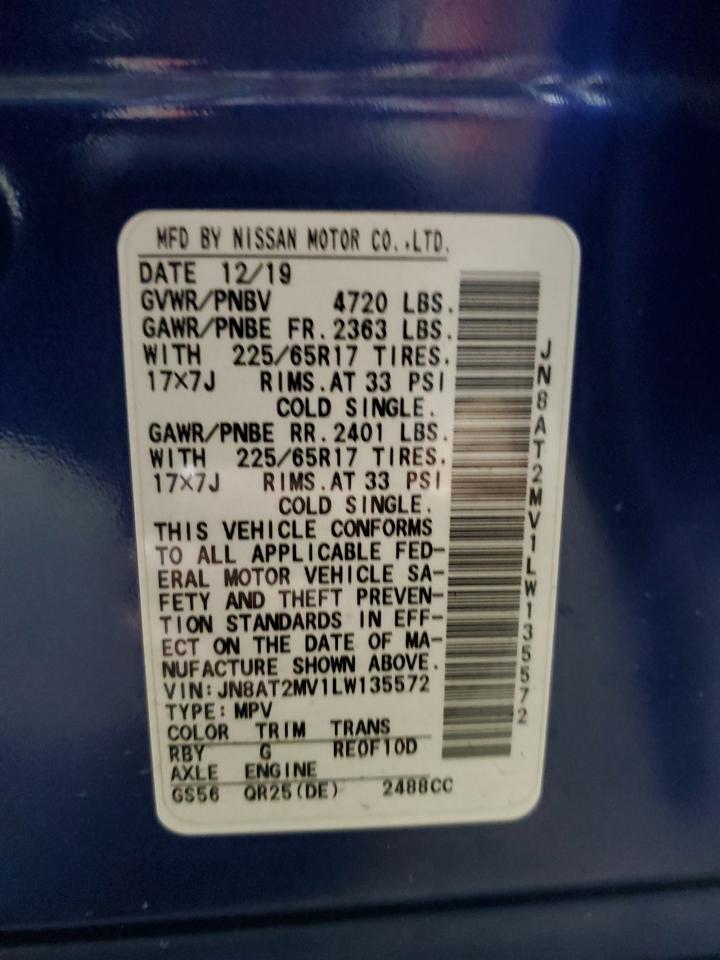 MFD BY NISSAN MOTOR CO.,LTD.
DATE 12/19
GVWR/PNBV 4720 LBS.
GAWR/PNBE FR. 2363 LBS.
WITH 225/65R17 TIRES.
17×7J RIMS.AT 33 PSI
COLD SINGLE.
GAWR/PNBE RR. 2401 LBS.
WITH 225/65R17 TIRES.
17×7J RIMS.AT 33 PSI
COLD SINGLE.
THIS VEHICLE CONFORMS
TO ALL APPLICABLE FED-
ERAL MOTOR VEHICLE SA-
FETY AND THEFT PREVEN-
TION STANDARDS IN EFF-
ECT ON THE DATE OF MA-
NUFACTURE SHOWN ABOVE.
VIN:JN8AT2MV1LW135572
TYPE:MPV
COLOR TRIM TRANS
RBY G RE0F10D
AXLE ENGINE
GS56 QR25(DE) 2488CC
JN8AT2MV1LW135572